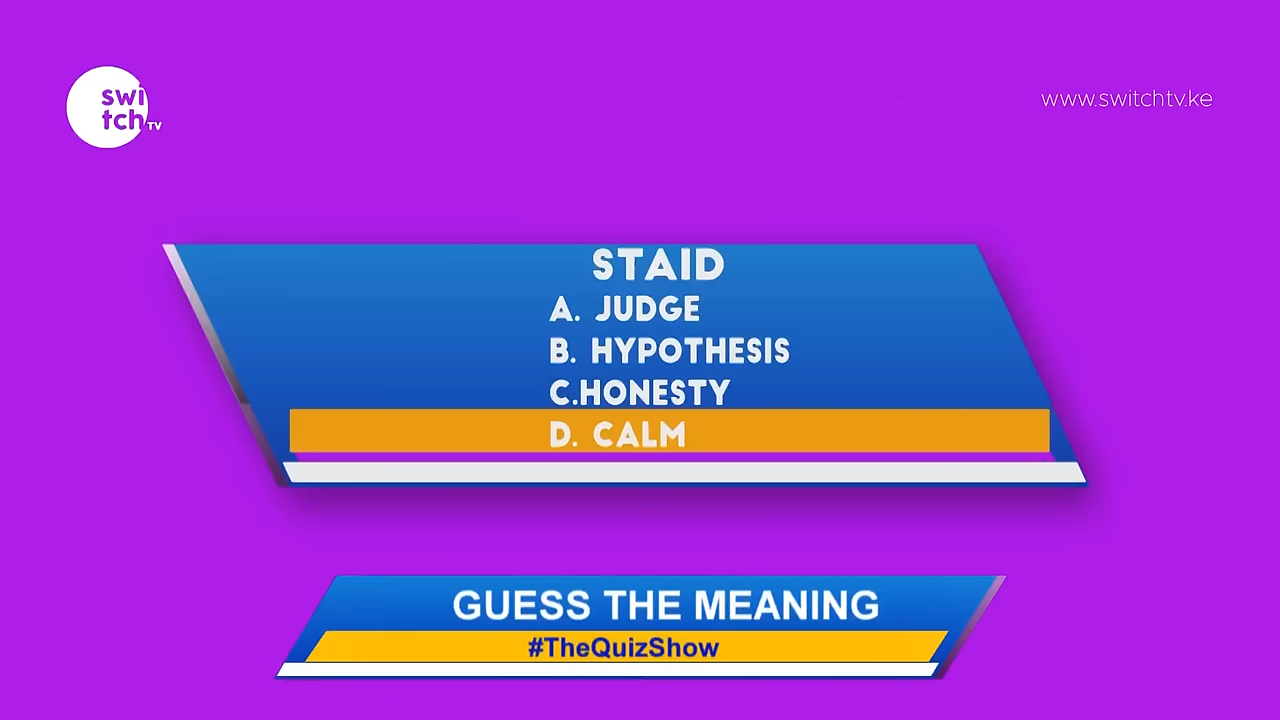 swi
tch TV
www.switchtv.ke
STAID
A. JUDGE
B. HYPOTHESIS
C.HONESTY
D. CALM
GUESS THE MEANING
#TheQuizShow